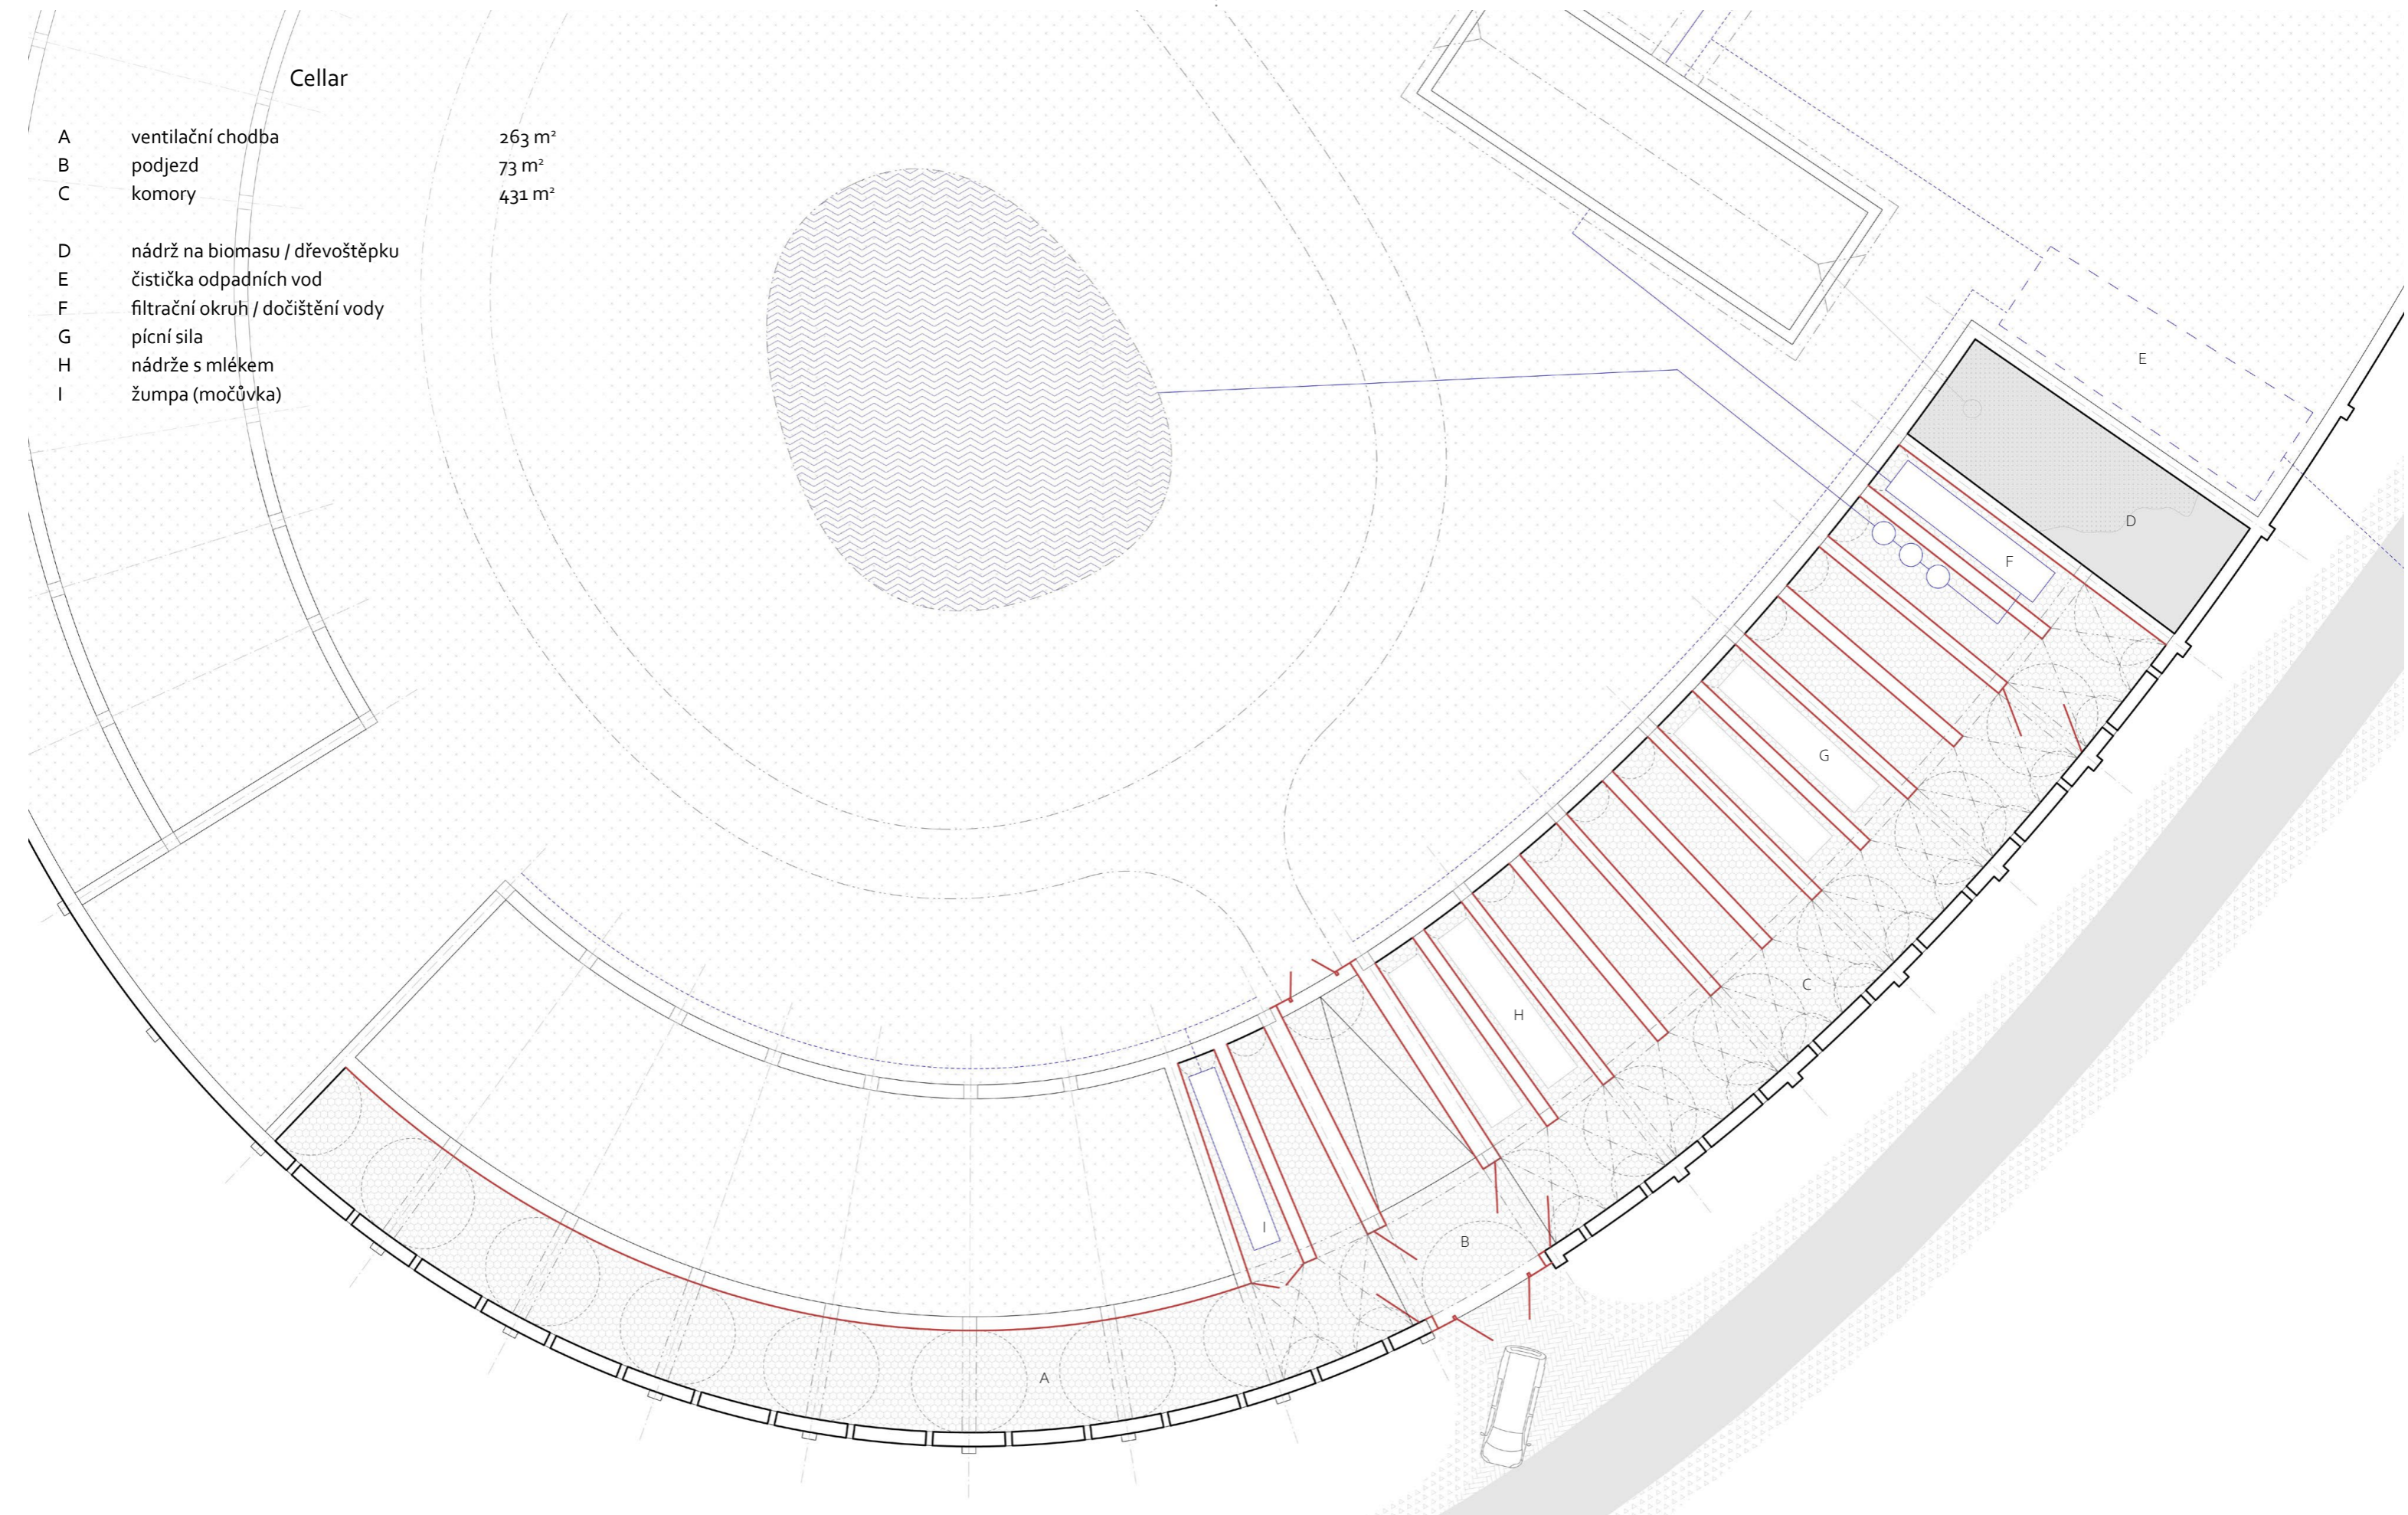 Cellar
A ventilační chodba 263 m²
B podjezd 73 m²
C komory 431 m²
D nádrž na biomasu / dřevoštěpku
E čistička odpadních vod
F filtrační okruh / dočištění vody
G pícní sila
H nádrže s mlékem
I žumpa (močůvka)
E
D
F
G
C
H
I
B
A